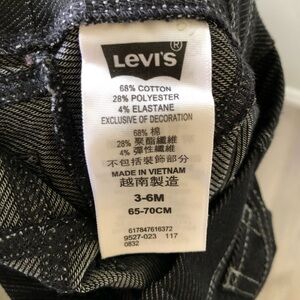 LEVI'S®
68% COTTON
28% POLYESTER
4% ELASTANE
EXCLUSIVE OF DECORATION
68% 棉
28% 聚酯纖維
4% 彈性纖維
不包括裝飾部分
MADE IN VIETNAM
越南製造
3-6M
65-70CM
617847616372
9527-023 117
0832